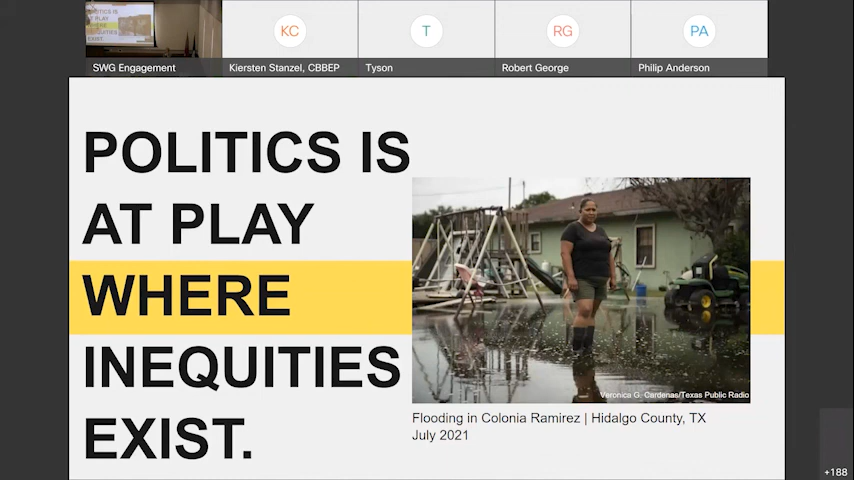 KC
T
RG
PA
SWG Engagement
Kiersten Stanzel, CBBEP
Tyson
Robert George
Philip Anderson
POLITICS IS
AT PLAY
WHERE
INEQUITIES
EXIST.
Veronica G. Cardenas/Texas Public Radio
Flooding in Colonia Ramirez | Hidalgo County, TX
July 2021
+188